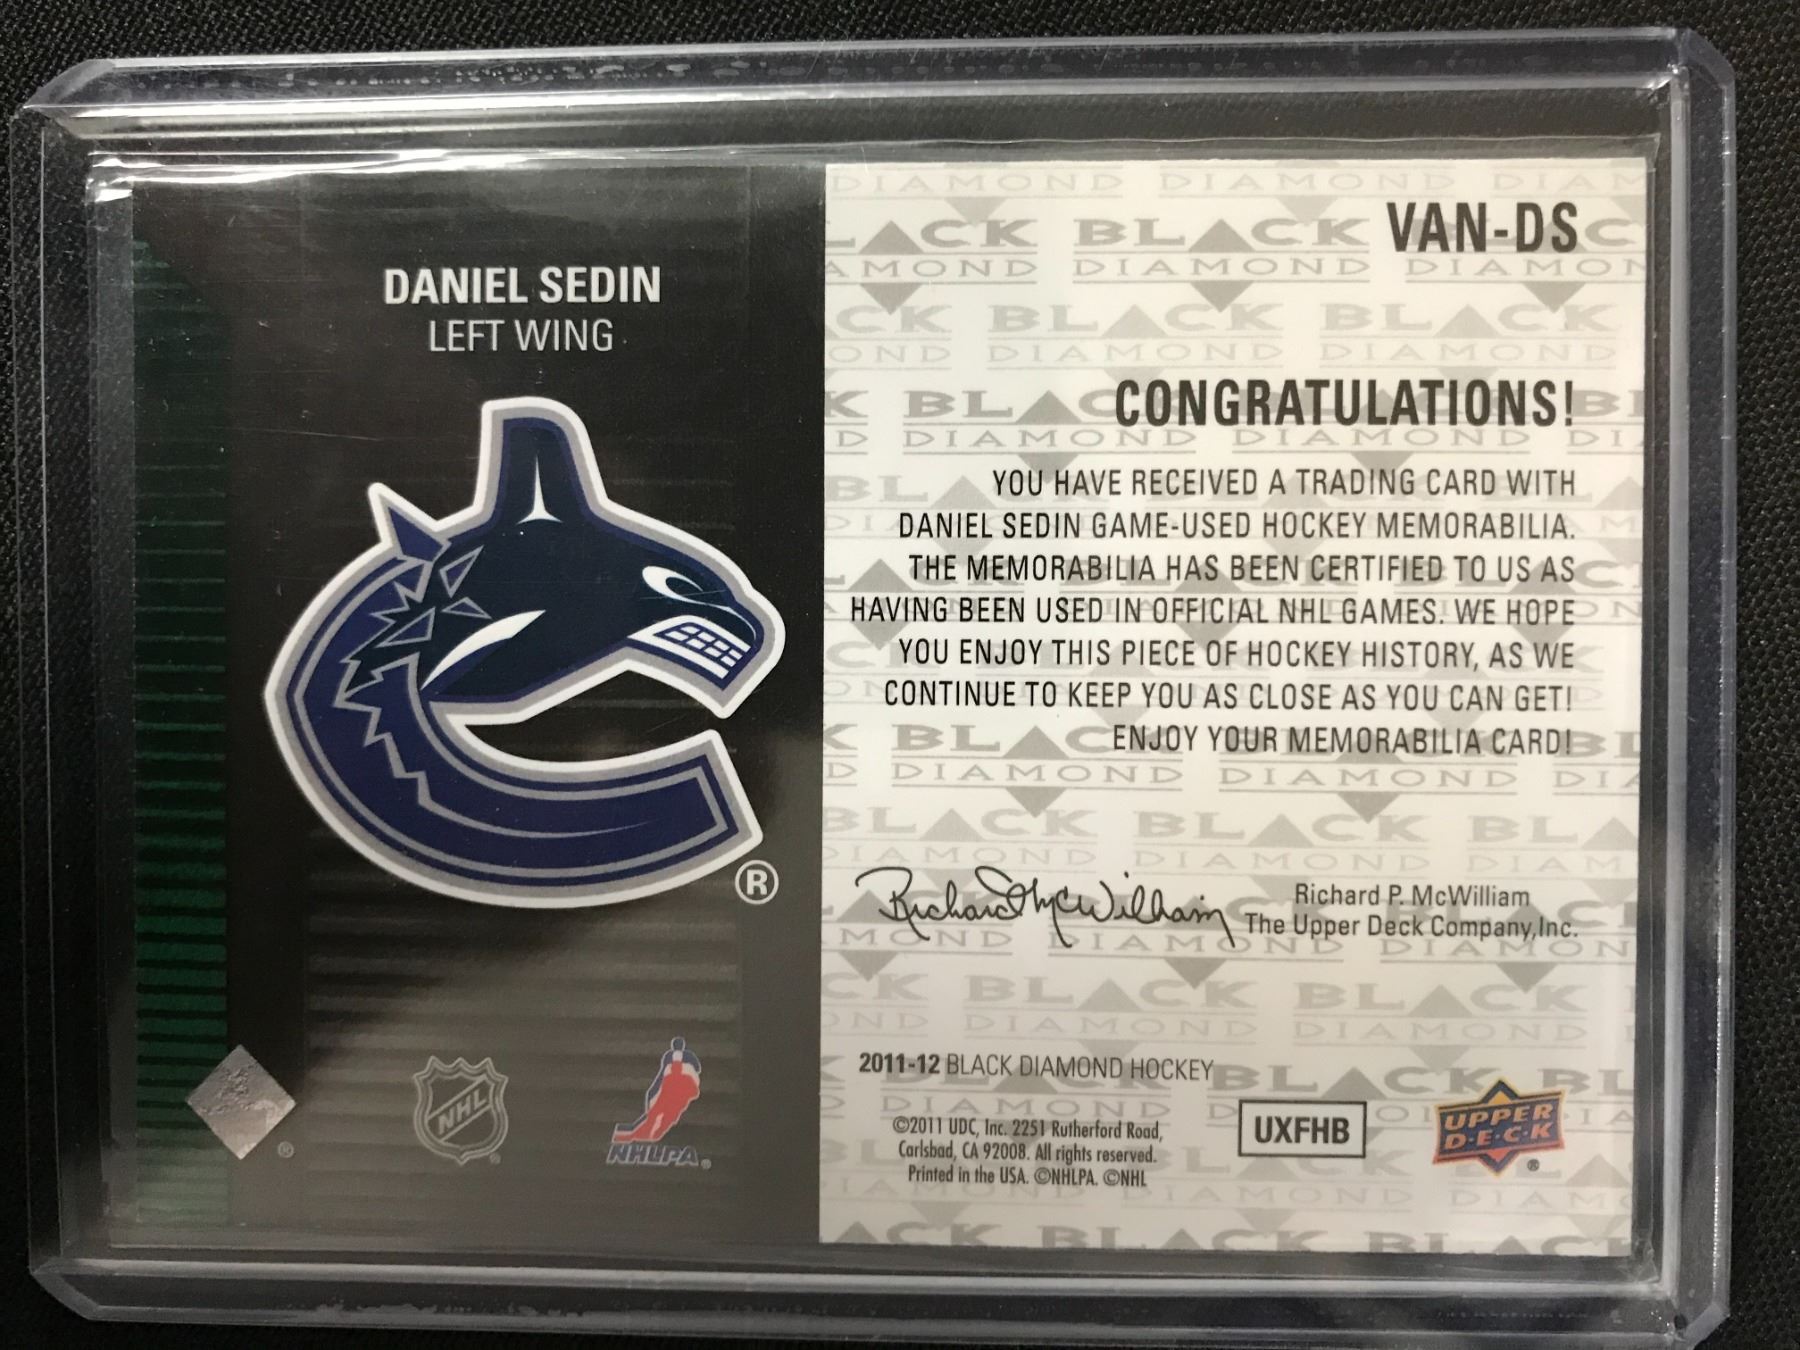 DANIEL SEDIN
LEFT WING
®
NHL
®
NHLPA®
®
VAN-DS
CONGRATULATIONS!
YOU HAVE RECEIVED A TRADING CARD WITH
DANIEL SEDIN GAME-USED HOCKEY MEMORABILIA.
THE MEMORABILIA HAS BEEN CERTIFIED TO US AS
HAVING BEEN USED IN OFFICIAL NHL GAMES. WE HOPE
YOU ENJOY THIS PIECE OF HOCKEY HISTORY, AS WE
CONTINUE TO KEEP YOU AS CLOSE AS YOU CAN GET!
ENJOY YOUR MEMORABILIA CARD!
Richard McWilliam
Richard P. McWilliam
The Upper Deck Company,Inc.
2011-12 BLACK DIAMOND HOCKEY
©2011 UDC, Inc. 2251 Rutherford Road,
Carlsbad, CA 92008. All rights reserved.
Printed in the USA. ©NHLPA. ©NHL
UXFHB
UPPER
D·E·C·K
®
BLACK DIAMOND